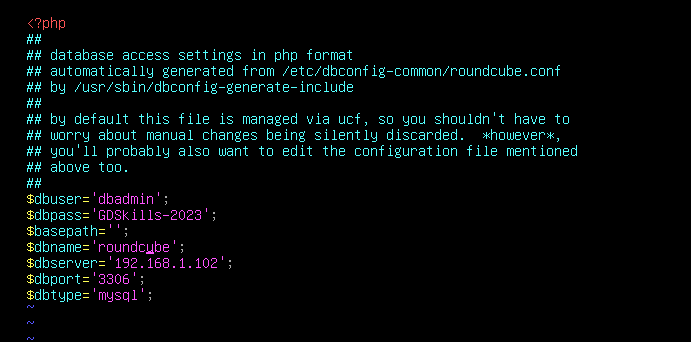 <?php
##
## database access settings in php format
## automatically generated from /etc/dbconfig-common/roundcube.conf
## by /usr/sbin/dbconfig-generate-include
##
## by default this file is managed via ucf, so you shouldn't have to
## worry about manual changes being silently discarded.  *however*,
## you'll probably also want to edit the configuration file mentioned
## above too.
##
$dbuser='dbadmin';
$dbpass='GDSkills-2023';
$basepath='';
$dbname='roundcube';
$dbserver='192.168.1.102';
$dbport='3306';
$dbtype='mysql';
~
~
~